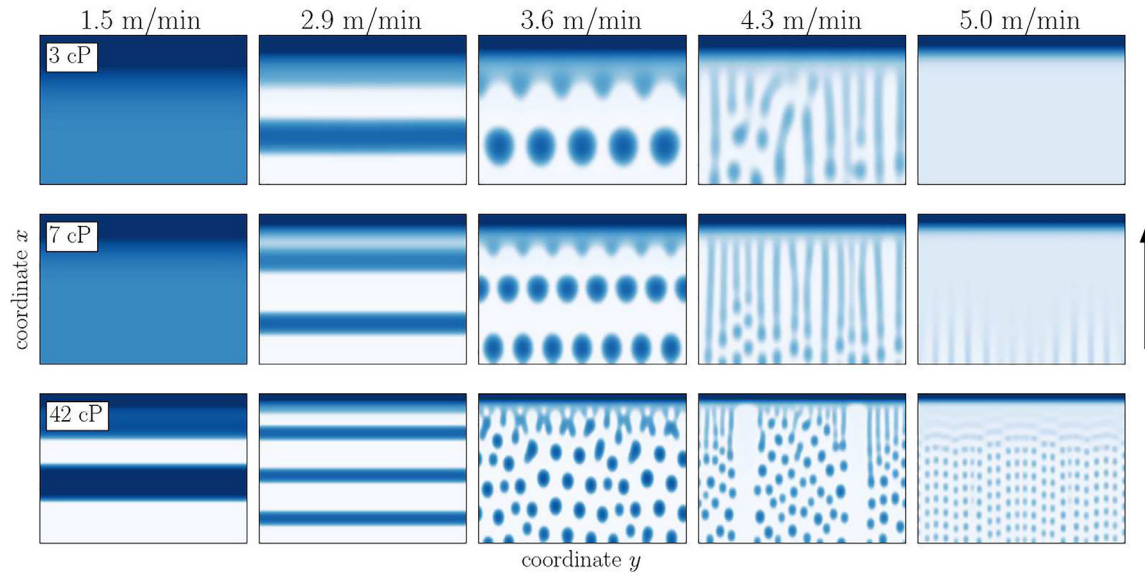 1.5 m/min 2.9 m/min 3.6 m/min 4.3 m/min 5.0 m/min
3 cP
7 cP
coordinate x
42 cP
coordinate y